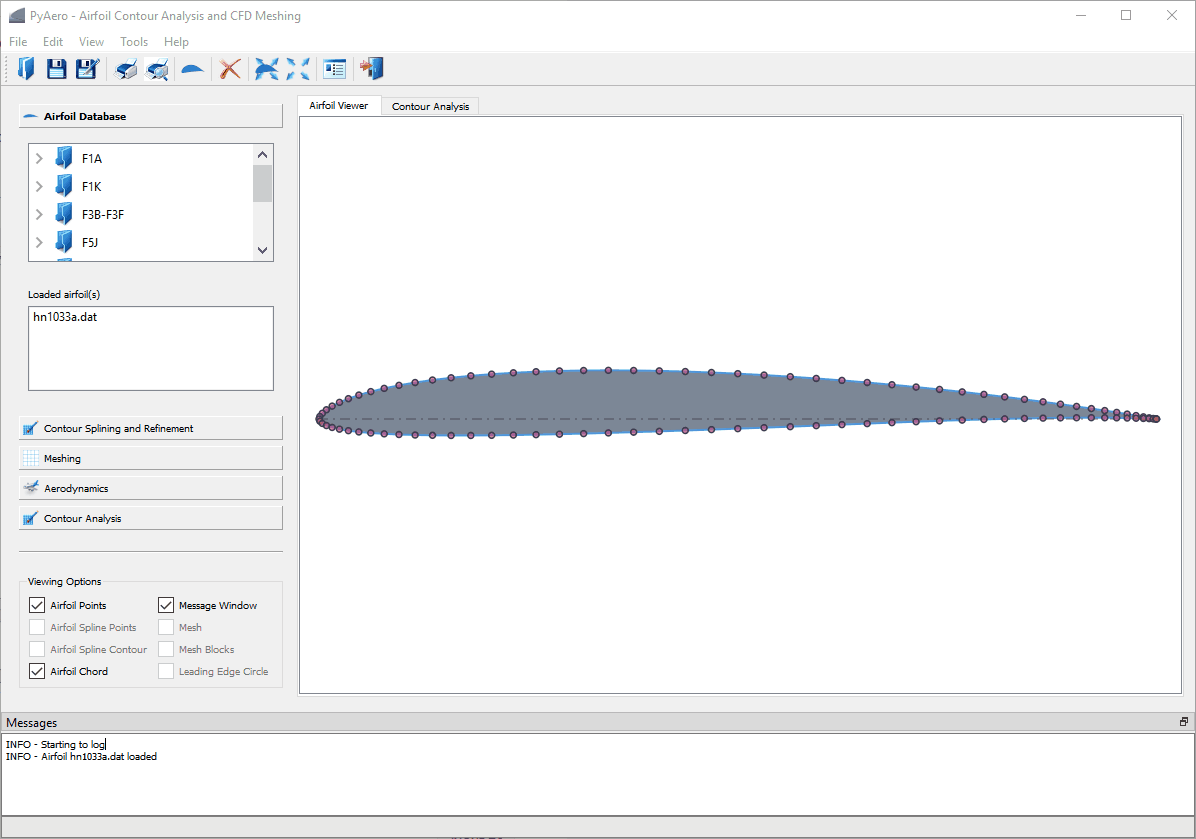 PyAero - Airfoil Contour Analysis and CFD Meshing
File Edit View Tools Help
Airfoil Database
F1A
F1K
F3B-F3F
F5J
Loaded airfoil(s)
hn1033a.dat
Contour Splining and Refinement
Meshing
Aerodynamics
Contour Analysis
Viewing Options
Airfoil Points Message Window
Airfoil Spline Points Mesh
Airfoil Spline Contour Mesh Blocks
Airfoil Chord Leading Edge Circle
Airfoil Viewer Contour Analysis
Messages
INFO - Starting to log
INFO - Airfoil hn1033a.dat loaded